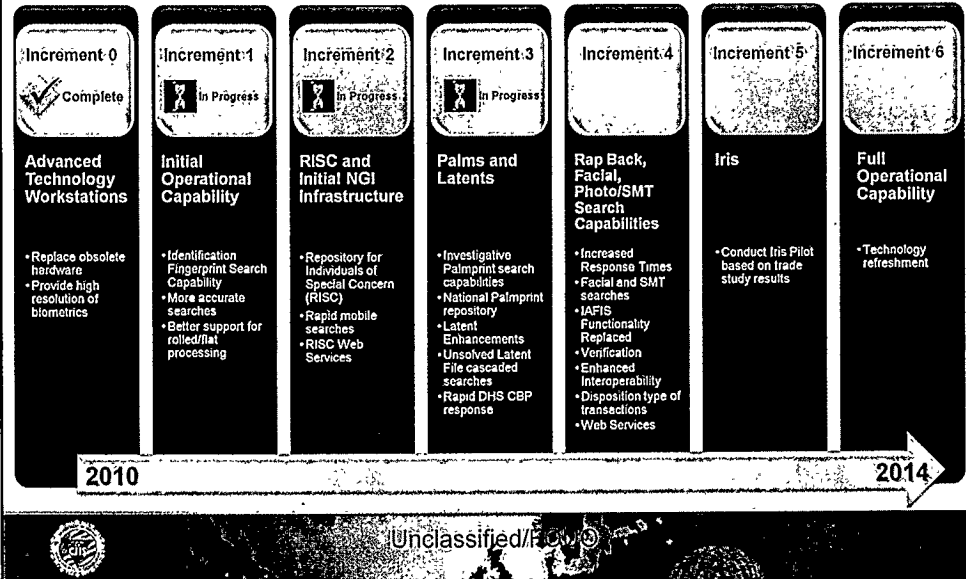 Increment 0
Complete
Advanced
Technology
Workstations
• Replace obsolete
hardware
• Provide high
resolution of
biometrics
Increment 1
In Progress
Initial
Operational
Capability
• Identification
Fingerprint Search
Capability
• More accurate
searches
• Better support for
rolled/flat
processing
Increment 2
In Progress
RISC and
Initial NGI
Infrastructure
• Repository for
Individuals of
Special Concern
(RISC)
• Rapid mobile
searches
• RISC Web
Services
Increment 3
In Progress
Palms and
Latents
• Investigative
Palmprint search
capabilities
• National Palmprint
repository
• Latent
Enhancements
• Unsolved Latent
File cascaded
searches
• Rapid DHS CBP
response
Increment 4
Rap Back,
Facial,
Photo/SMT
Search
Capabilities
• Increased
Response Times
• Facial and SMT
searches
• IAFIS
Functionality
Replaced
• Verification
• Enhanced
Interoperability
• Disposition type of
transactions
• Web Services
Increment 5
Iris
• Conduct Iris Pilot
based on trade
study results
Increment 6
Full
Operational
Capability
• Technology
refreshment
2010
2014
Unclassified/